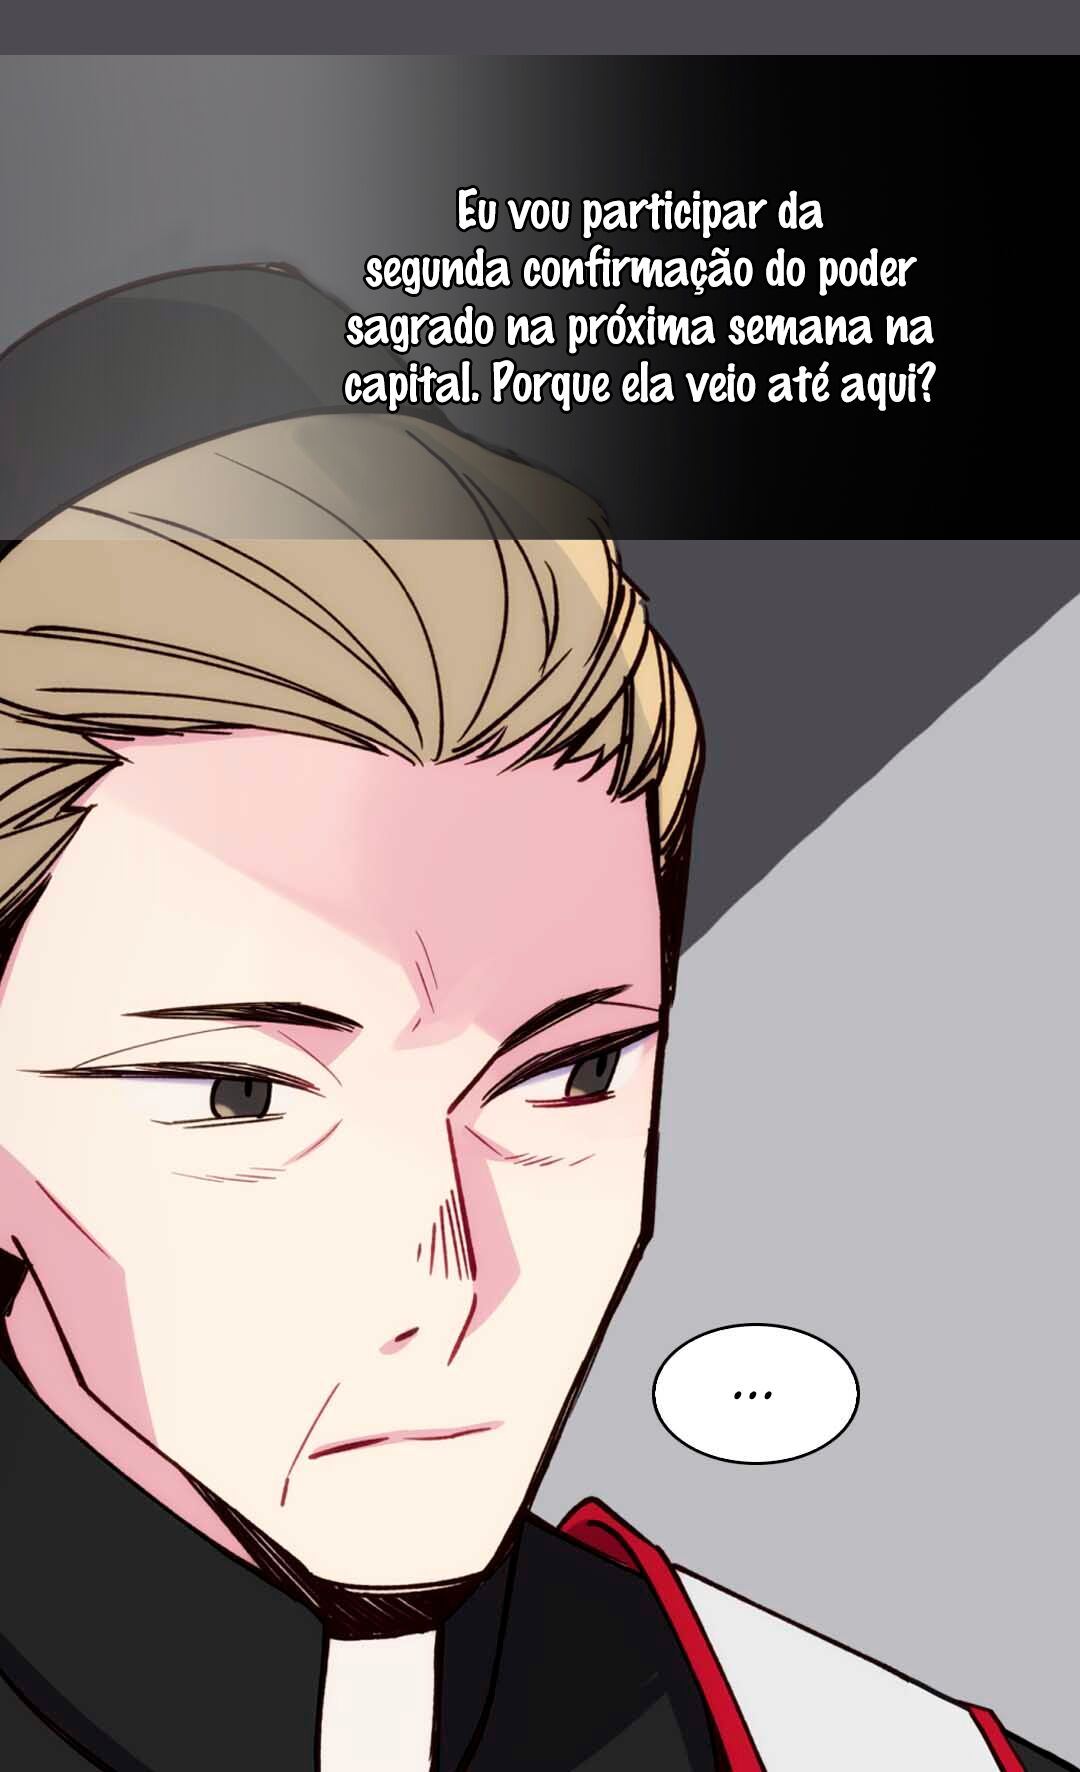 Eu vou participar da
segunda confirmação do poder
sagrado na próxima semana na
capital. Porque ela veio até aqui?
...